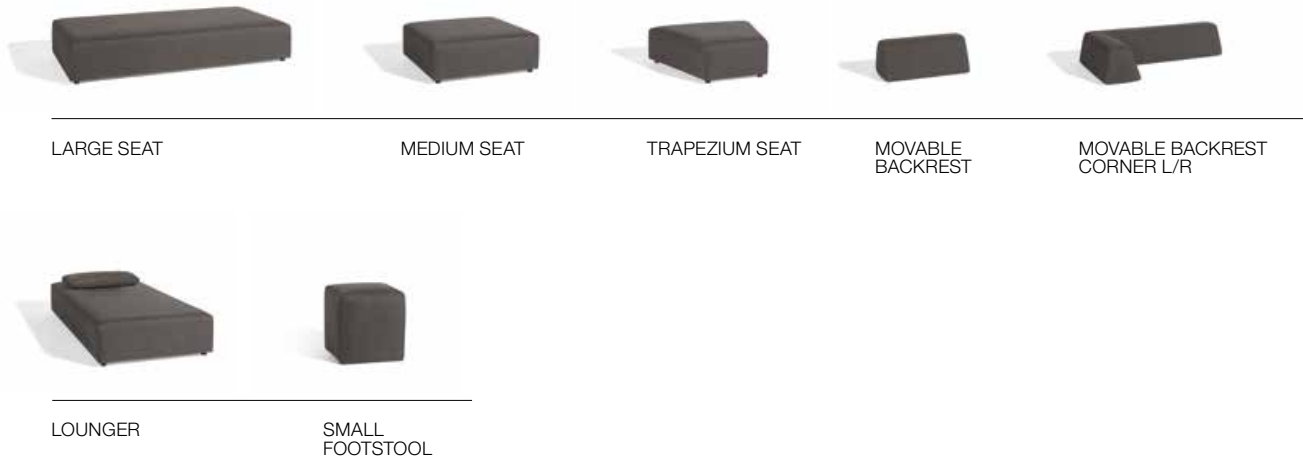 LARGE SEAT
MEDIUM SEAT
TRAPEZIUM SEAT
MOVABLE
BACKREST
MOVABLE BACKREST
CORNER L/R
LOUNGER
SMALL
FOOTSTOOL